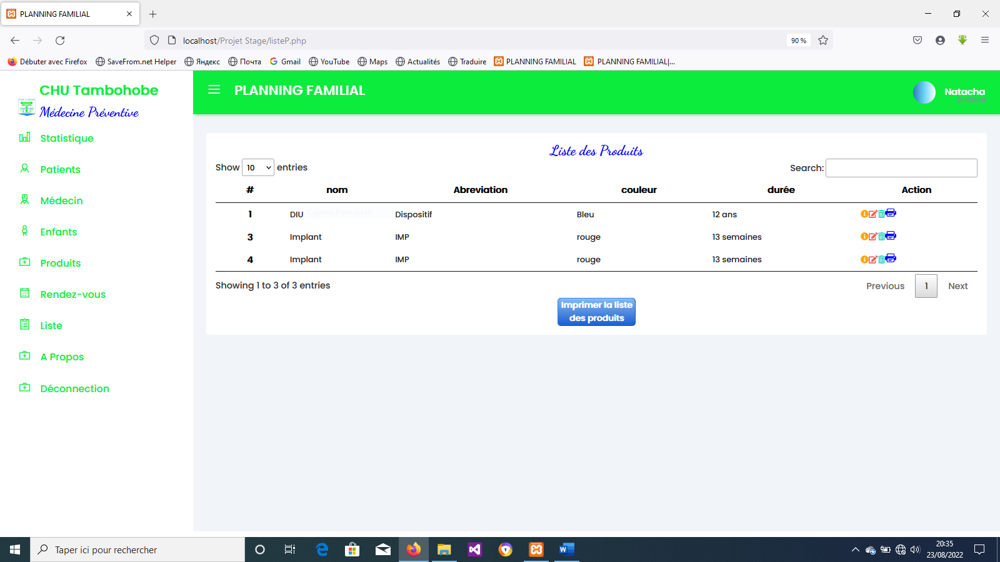 PLANNING FAMILIAL
localhost/Projet Stage/listeP.php
90 %
Débuter avec Firefox SaveFrom.net Helper Яндекс Почта Gmail YouTube Maps Actualités Traduire PLANNING FAMILIAL PLANNING FAMILIAL|...
CHU Tambohobe
Médecine Préventive
Statistique
Patients
Médecin
Enfants
Produits
Rendez-vous
Liste
A Propos
Déconnection
PLANNING FAMILIAL
Natacha
Liste des Produits
Show 10 entries
Search:
# nom Abreviation couleur durée Action
1 DIU Dispositif Bleu 12 ans
3 Implant IMP rouge 13 semaines
4 Implant IMP rouge 13 semaines
Showing 1 to 3 of 3 entries
Previous 1 Next
Imprimer la liste
des produits
Taper ici pour rechercher
20:35
23/08/2022